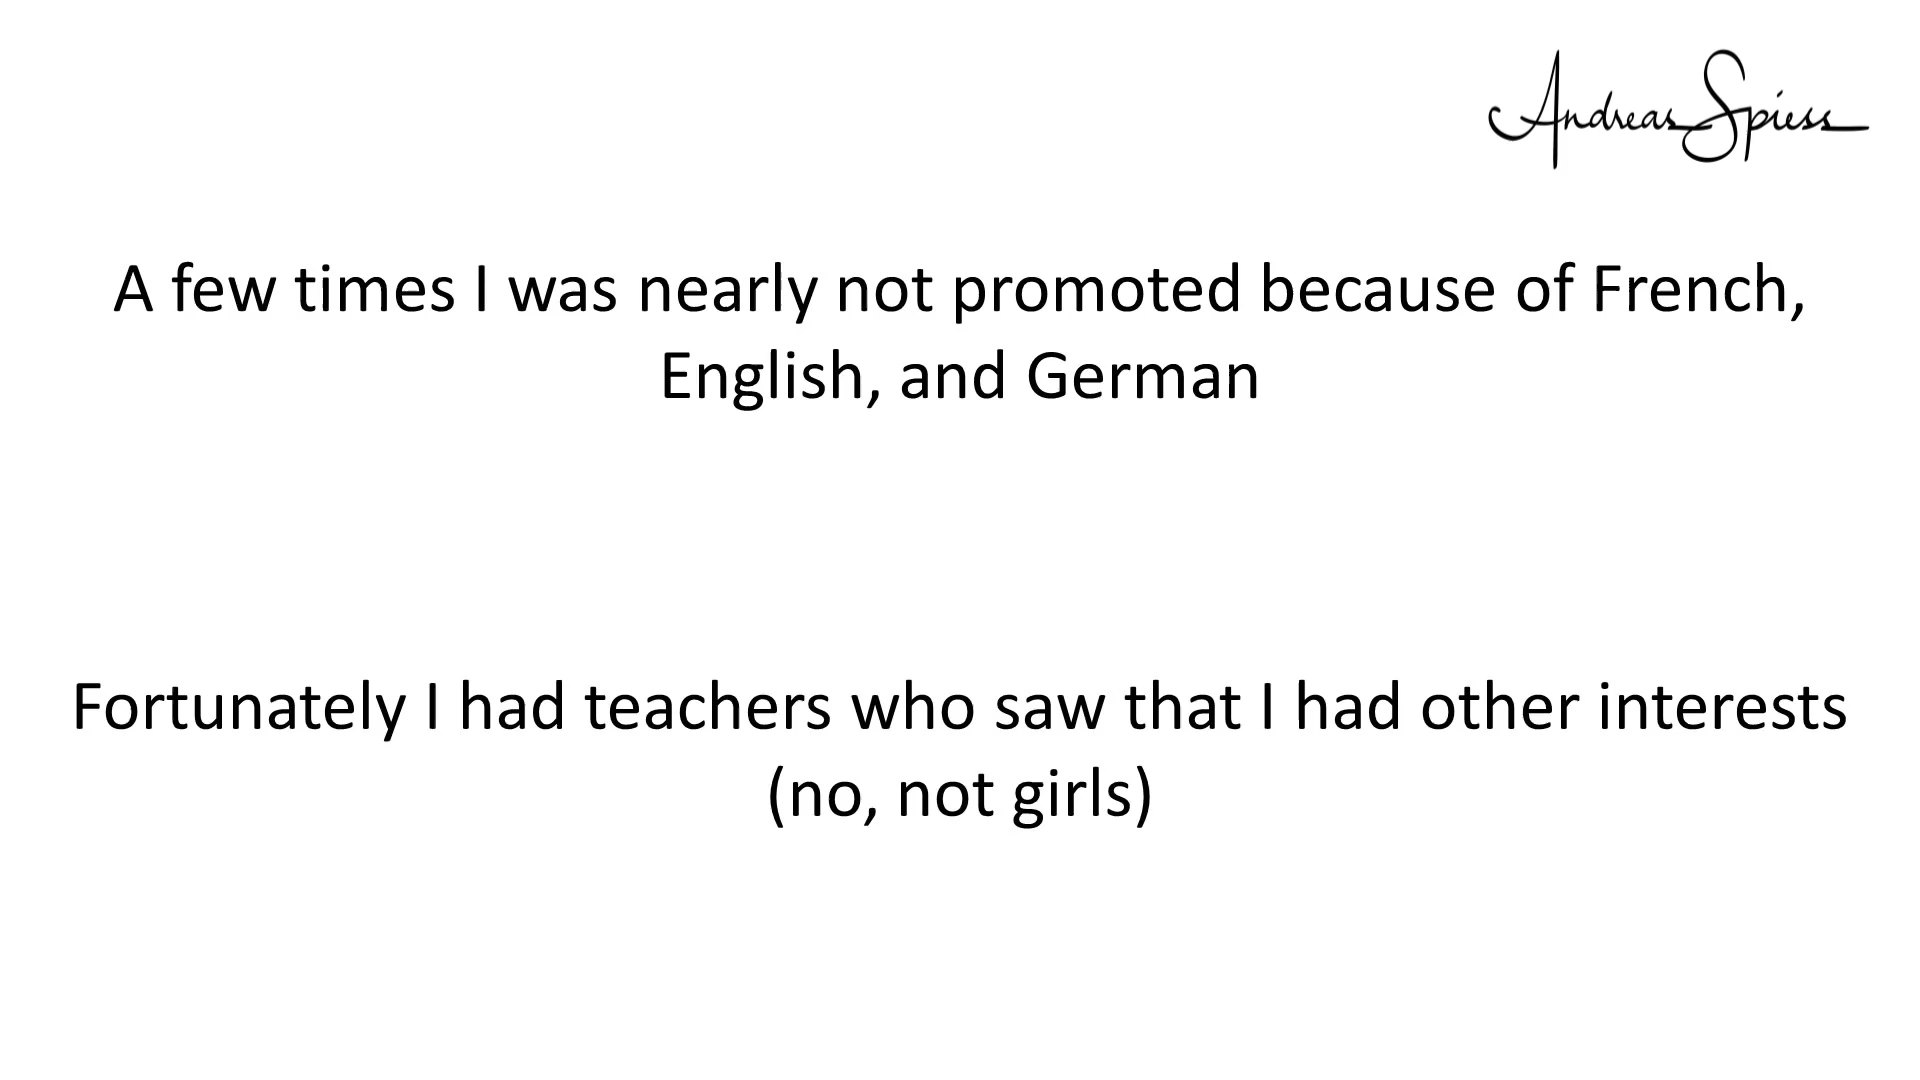 Andreas Spiess
A few times I was nearly not promoted because of French,
English, and German
Fortunately I had teachers who saw that I had other interests
(no, not girls)